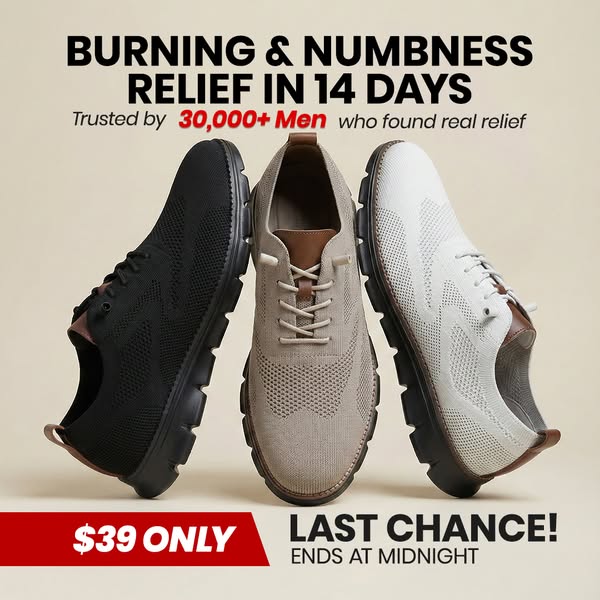 BURNING & NUMBNESS
RELIEF IN 14 DAYS
Trusted by 30,000+ Men who found real relief
$39 ONLY
LAST CHANCE!
ENDS AT MIDNIGHT